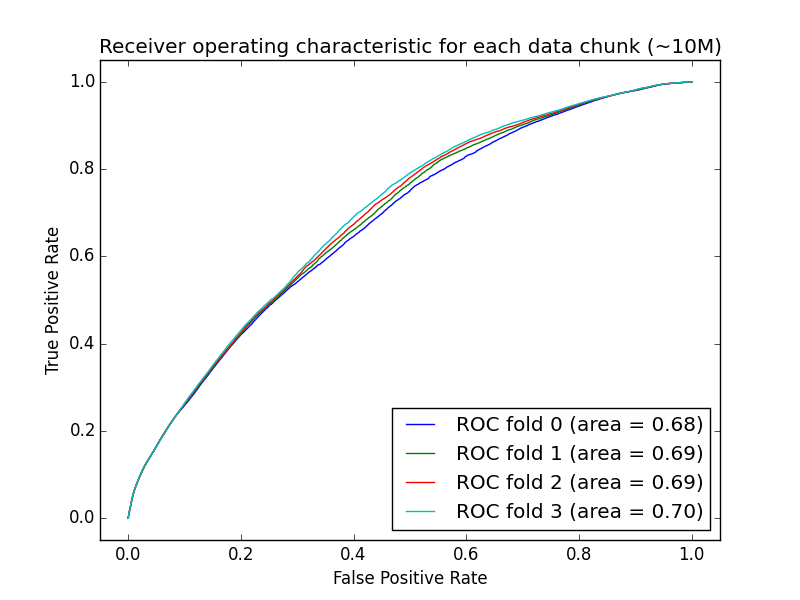 Receiver operating characteristic for each data chunk (~10M)
1.0
0.8
0.6
0.4
0.2
0.0
True Positive Rate
ROC fold 0 (area = 0.68)
ROC fold 1 (area = 0.69)
ROC fold 2 (area = 0.69)
ROC fold 3 (area = 0.70)
0.0 0.2 0.4 0.6 0.8 1.0
False Positive Rate